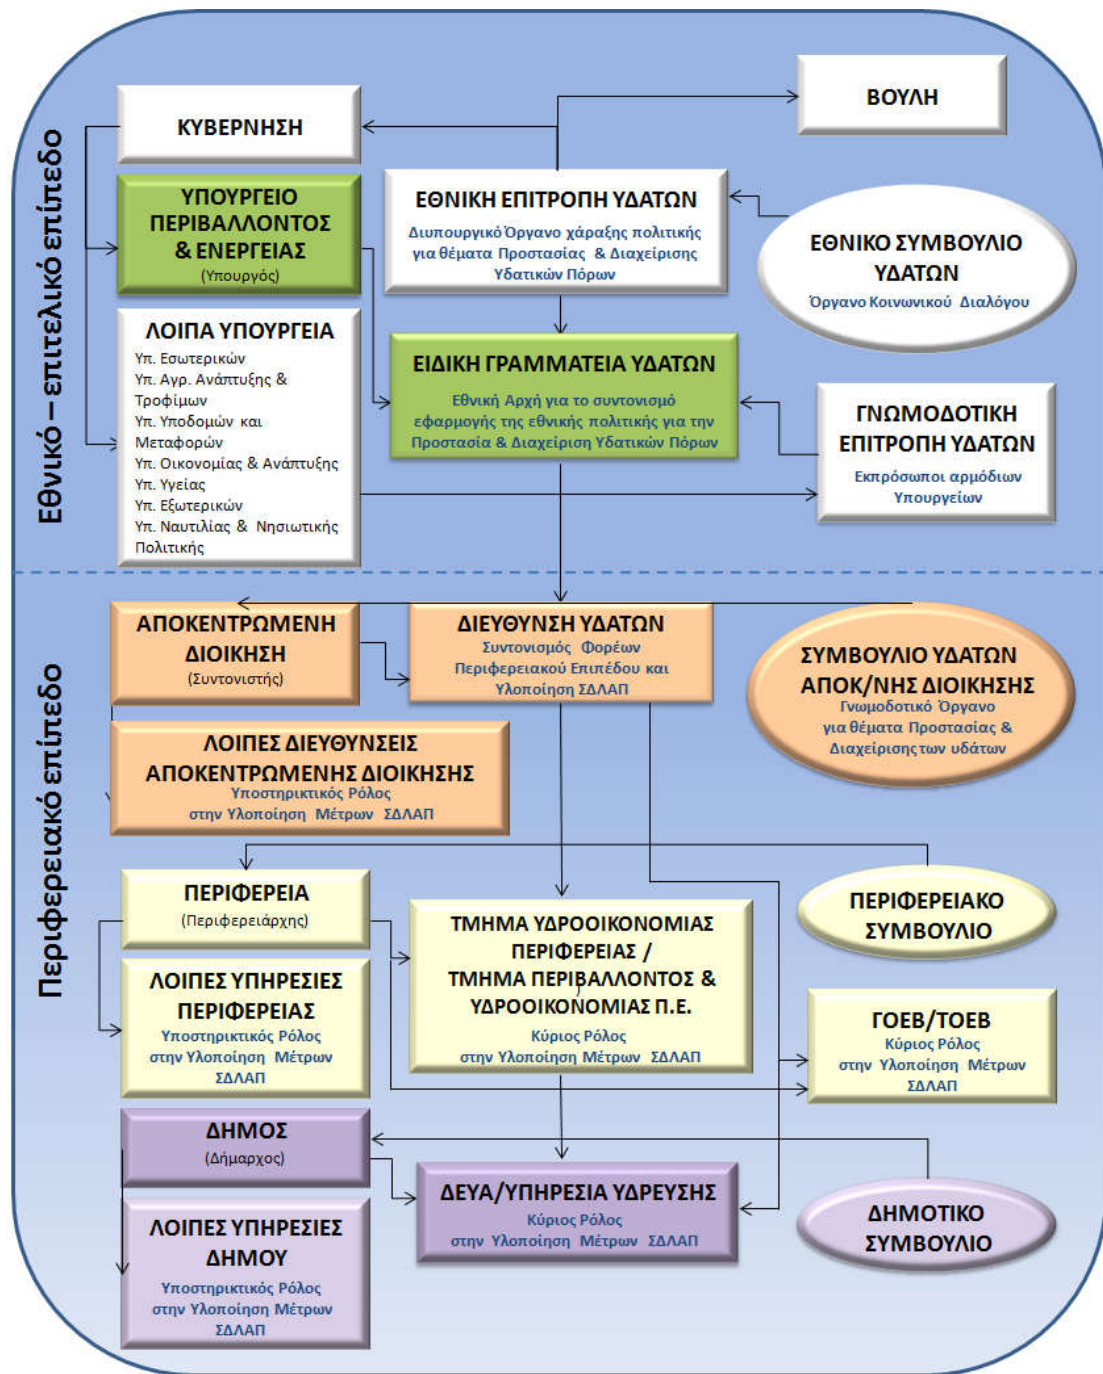 Εθνικό – επιτελικό επίπεδο
ΒΟΥΛΗ
ΚΥΒΕΡΝΗΣΗ
ΥΠΟΥΡΓΕΙΟ
ΠΕΡΙΒΑΛΛΟΝΤΟΣ
& ΕΝΕΡΓΕΙΑΣ
(Υπουργός)
ΕΘΝΙΚΗ ΕΠΙΤΡΟΠΗ ΥΔΑΤΩΝ
Διυπουργικό Όργανο χάραξης πολιτικής
για θέματα Προστασίας & Διαχείρισης
Υδατικών Πόρων
ΕΘΝΙΚΟ ΣΥΜΒΟΥΛΙΟ
ΥΔΑΤΩΝ
Όργανο Κοινωνικού Διαλόγου
ΛΟΙΠΑ ΥΠΟΥΡΓΕΙΑ
Υπ. Εσωτερικών
Υπ. Αγρ. Ανάπτυξης &
Τροφίμων
Υπ. Υποδομών και
Μεταφορών
Υπ. Οικονομίας & Ανάπτυξης
Υπ. Υγείας
Υπ. Εξωτερικών
Υπ. Ναυτιλίας & Νησιωτικής
Πολιτικής
ΕΙΔΙΚΗ ΓΡΑΜΜΑΤΕΙΑ ΥΔΑΤΩΝ
Εθνική Αρχή για το συντονισμό
εφαρμογής της εθνικής πολιτικής για την
Προστασία & Διαχείριση Υδατικών Πόρων
ΓΝΩΜΟΔΟΤΙΚΗ
ΕΠΙΤΡΟΠΗ ΥΔΑΤΩΝ
Εκπρόσωποι αρμόδιων
Υπουργείων
Περιφερειακό επίπεδο
ΑΠΟΚΕΝΤΡΩΜΕΝΗ
ΔΙΟΙΚΗΣΗ
(Συντονιστής)
ΔΙΕΥΘΥΝΣΗ ΥΔΑΤΩΝ
Συντονισμός Φορέων
Περιφερειακού Επιπέδου και
Υλοποίηση ΣΔΛΑΠ
ΣΥΜΒΟΥΛΙΟ ΥΔΑΤΩΝ
ΑΠΟΚ/ΝΗΣ ΔΙΟΙΚΗΣΗΣ
Γνωμοδοτικό Όργανο
για θέματα Προστασίας &
Διαχείρισης των υδάτων
ΛΟΙΠΕΣ ΔΙΕΥΘΥΝΣΕΙΣ
ΑΠΟΚΕΝΤΡΩΜΕΝΗΣ ΔΙΟΙΚΗΣΗΣ
Υποστηρικτικός Ρόλος
στην Υλοποίηση Μέτρων ΣΔΛΑΠ
ΠΕΡΙΦΕΡΕΙΑ
(Περιφερειάρχης)
ΤΜΗΜΑ ΥΔΡΟΟΙΚΟΝΟΜΙΑΣ
ΠΕΡΙΦΕΡΕΙΑΣ /
ΤΜΗΜΑ ΠΕΡΙΒΑΛΛΟΝΤΟΣ &
ΥΔΡΟΟΙΚΟΝΟΜΙΑΣ Π.Ε.
)
Κύριος Ρόλος
στην Υλοποίηση Μέτρων ΣΔΛΑΠ
ΠΕΡΙΦΕΡΕΙΑΚΟ
ΣΥΜΒΟΥΛΙΟ
ΛΟΙΠΕΣ ΥΠΗΡΕΣΙΕΣ
ΠΕΡΙΦΕΡΕΙΑΣ
Υποστηρικτικός Ρόλος
στην Υλοποίηση Μέτρων
ΣΔΛΑΠ
ΓΟΕΒ/ΤΟΕΒ
Κύριος Ρόλος
στην Υλοποίηση Μέτρων
ΣΔΛΑΠ
ΔΗΜΟΣ
(Δήμαρχος)
ΔΕΥΑ/ΥΠΗΡΕΣΙΑ ΥΔΡΕΥΣΗΣ
Κύριος Ρόλος
στην Υλοποίηση Μέτρων ΣΔΛΑΠ
ΔΗΜΟΤΙΚΟ
ΣΥΜΒΟΥΛΙΟ
ΛΟΙΠΕΣ ΥΠΗΡΕΣΙΕΣ
ΔΗΜΟΥ
Υποστηρικτικός Ρόλος
στην Υλοποίηση Μέτρων
ΣΔΛΑΠ